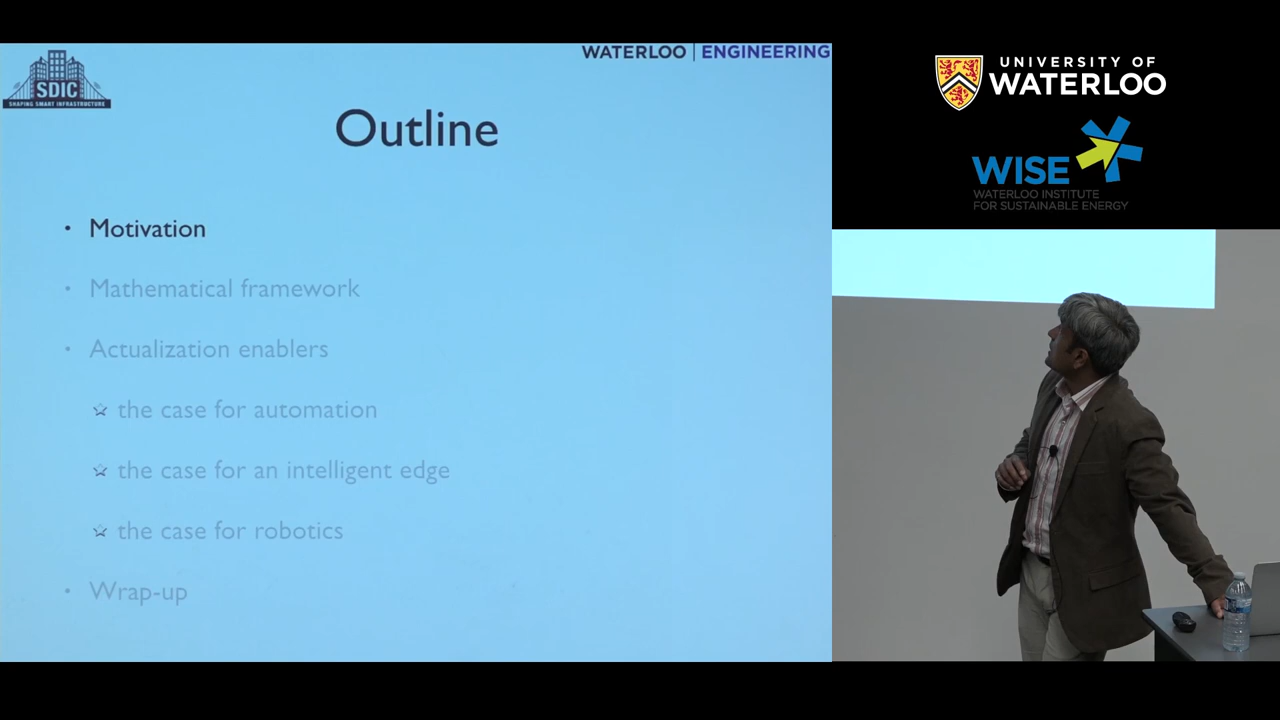 SDIC
SHAPING SMART INFRASTRUCTURE
WATERLOO | ENGINEERING
Outline
• Motivation
• Mathematical framework
• Actualization enablers
☆ the case for automation
☆ the case for an intelligent edge
☆ the case for robotics
• Wrap-up
UNIVERSITY OF
WATERLOO
WISE
WATERLOO INSTITUTE
FOR SUSTAINABLE ENERGY